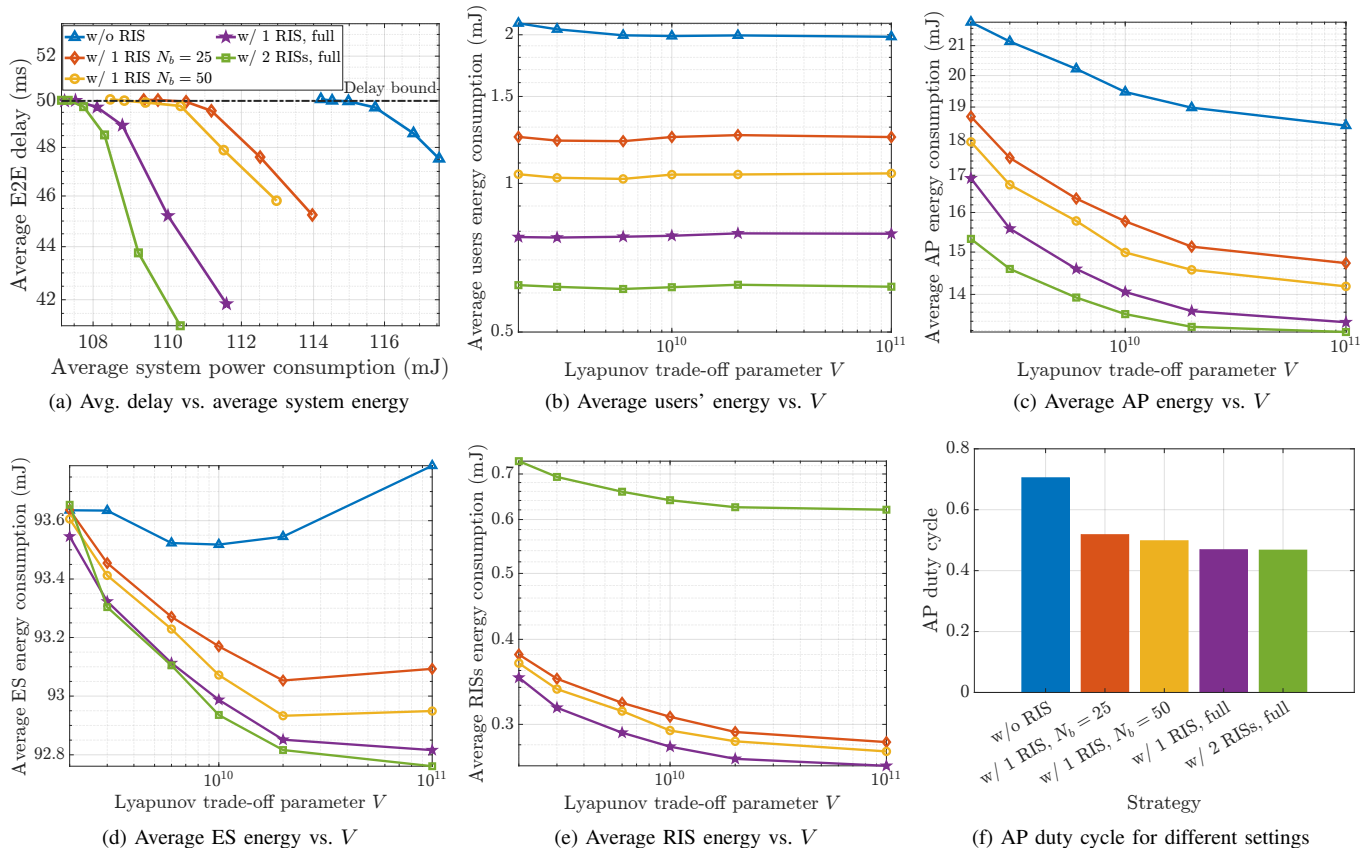 52
50
48
46
44
42
108
110
112
114
116
Average E2E delay (ms)
Average system power consumption (mJ)
w/o RIS
w/ 1 RIS N_b = 25
w/ 1 RIS N_b = 50
w/ 1 RIS, full
w/ 2 RISs, full
Delay bound
(a) Avg. delay vs. average system energy
2
1.5
1
0.5
10^10
10^11
Average users energy consumption (mJ)
Lyapunov trade-off parameter V
(b) Average users' energy vs. V
21
20
19
18
17
16
15
14
10^10
10^11
Average AP energy consumption (mJ)
Lyapunov trade-off parameter V
(c) Average AP energy vs. V
93.6
93.4
93.2
93
92.8
10^10
10^11
Average ES energy consumption (mJ)
Lyapunov trade-off parameter V
(d) Average ES energy vs. V
0.7
0.6
0.5
0.4
0.3
10^10
10^11
Average RISs energy consumption (mJ)
Lyapunov trade-off parameter V
(e) Average RIS energy vs. V
0.8
0.6
0.4
0.2
0
AP duty cycle
w/o RIS
w/ 1 RIS, N_b = 25
w/ 1 RIS, N_b = 50
w/ 1 RIS, full
w/ 2 RISs, full
Strategy
(f) AP duty cycle for different settings